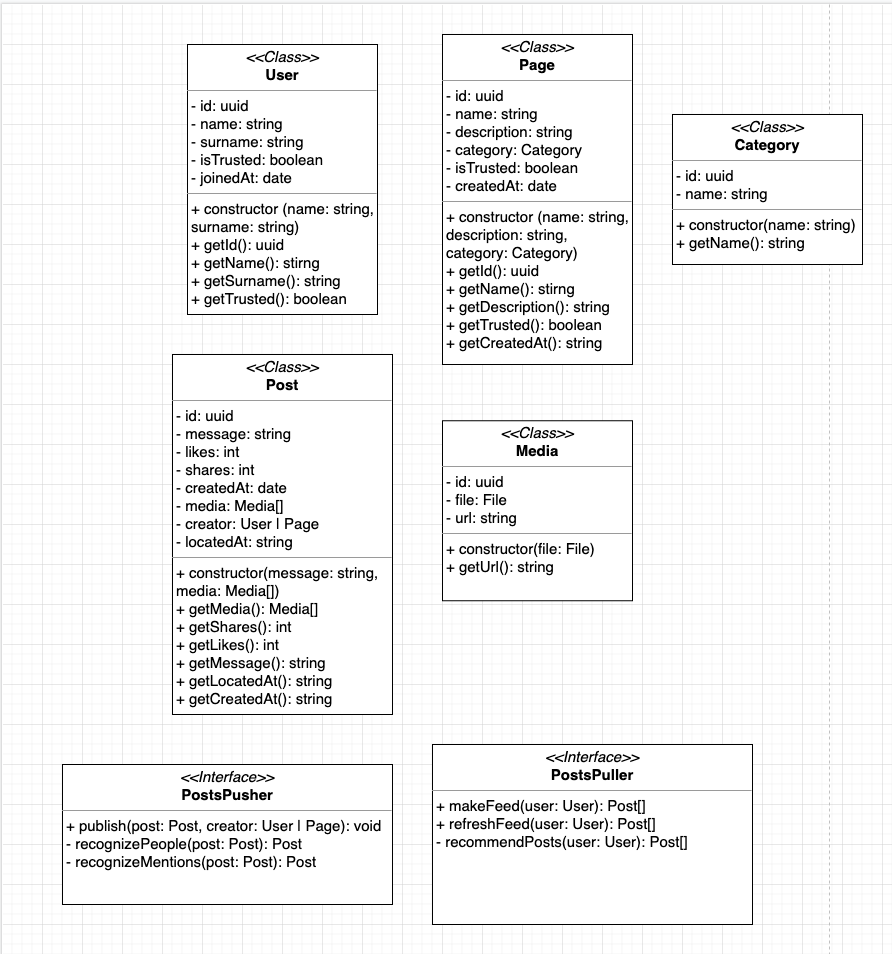 <<Class>>
User
- id: uuid
- name: string
- surname: string
- isTrusted: boolean
- joinedAt: date
+ constructor (name: string,
surname: string)
+ getId(): uuid
+ getName(): stirng
+ getSurname(): string
+ getTrusted(): boolean
<<Class>>
Page
- id: uuid
- name: string
- description: string
- category: Category
- isTrusted: boolean
- createdAt: date
+ constructor (name: string,
description: string,
category: Category)
+ getId(): uuid
+ getName(): stirng
+ getDescription(): string
+ getTrusted(): boolean
+ getCreatedAt(): string
<<Class>>
Category
- id: uuid
- name: string
+ constructor(name: string)
+ getName(): string
<<Class>>
Post
- id: uuid
- message: string
- likes: int
- shares: int
- createdAt: date
- media: Media[]
- creator: User | Page
- locatedAt: string
+ constructor(message: string,
media: Media[])
+ getMedia(): Media[]
+ getShares(): int
+ getLikes(): int
+ getMessage(): string
+ getLocatedAt(): string
+ getCreatedAt(): string
<<Class>>
Media
- id: uuid
- file: File
- url: string
+ constructor(file: File)
+ getUrl(): string
<<Interface>>
PostsPusher
+ publish(post: Post, creator: User | Page): void
- recognizePeople(post: Post): Post
- recognizeMentions(post: Post): Post
<<Interface>>
PostsPuller
+ makeFeed(user: User): Post[]
+ refreshFeed(user: User): Post[]
- recommendPosts(user: User): Post[]